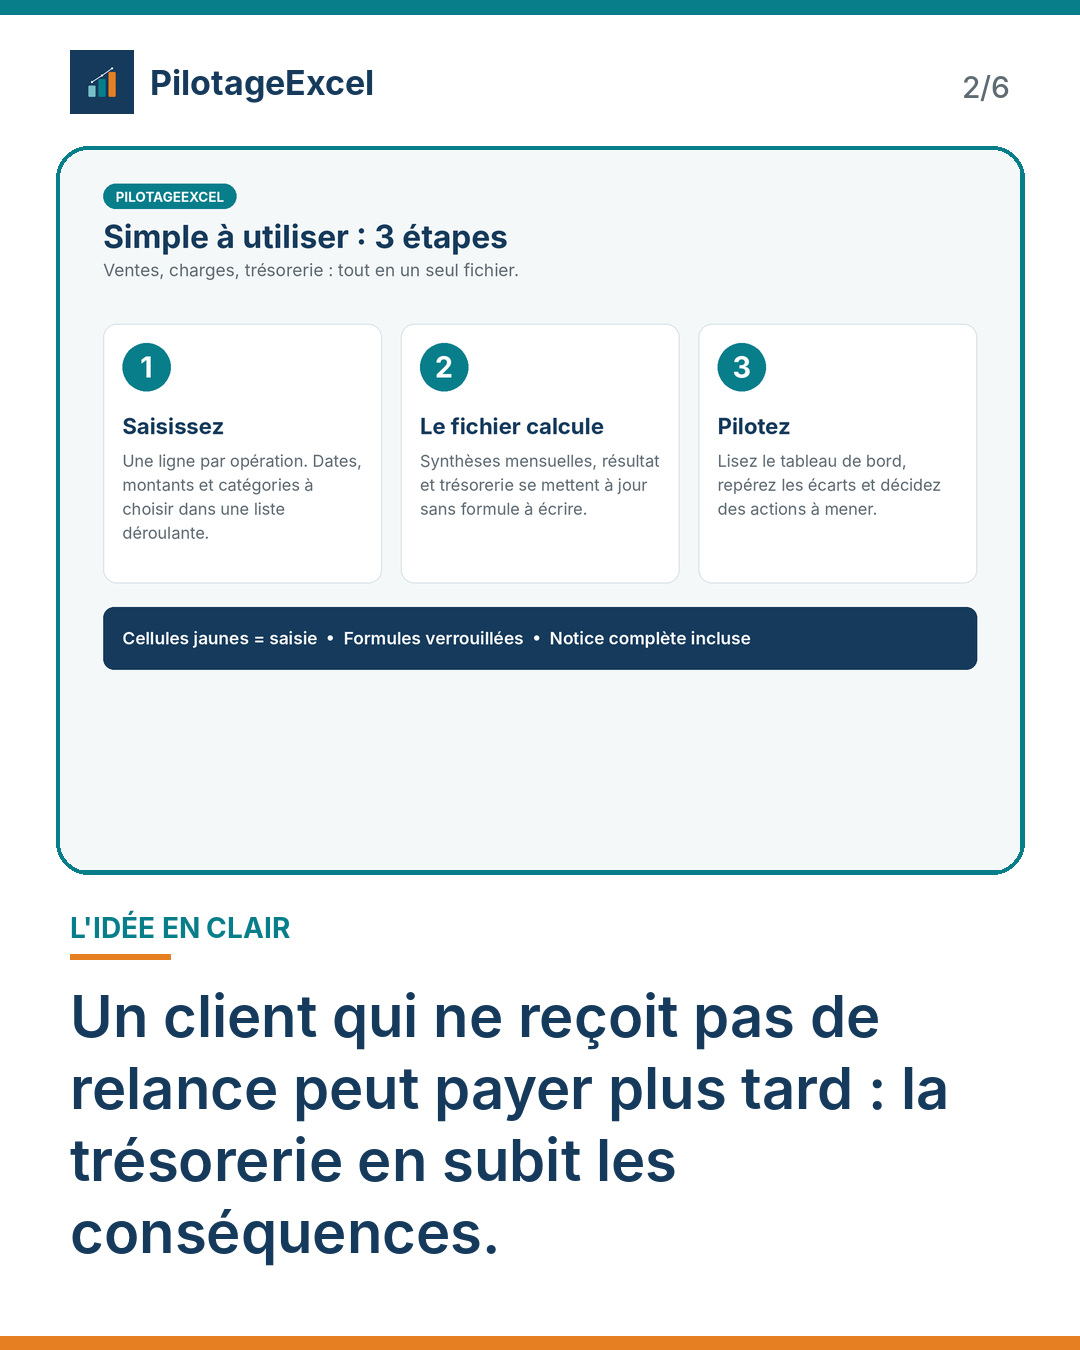 PilotageExcel
2/6
PILOTAGEEXCEL
Simple à utiliser : 3 étapes
Ventes, charges, trésorerie : tout en un seul fichier.
1
Saisissez
Une ligne par opération. Dates,
montants et catégories à
choisir dans une liste
déroulante.
2
Le fichier calcule
Synthèses mensuelles, résultat
et trésorerie se mettent à jour
sans formule à écrire.
3
Pilotez
Lisez le tableau de bord,
repérez les écarts et décidez
des actions à mener.
Cellules jaunes = saisie • Formules verrouillées • Notice complète incluse
L'IDÉE EN CLAIR
Un client qui ne reçoit pas de
relance peut payer plus tard : la
trésorerie en subit les
conséquences.